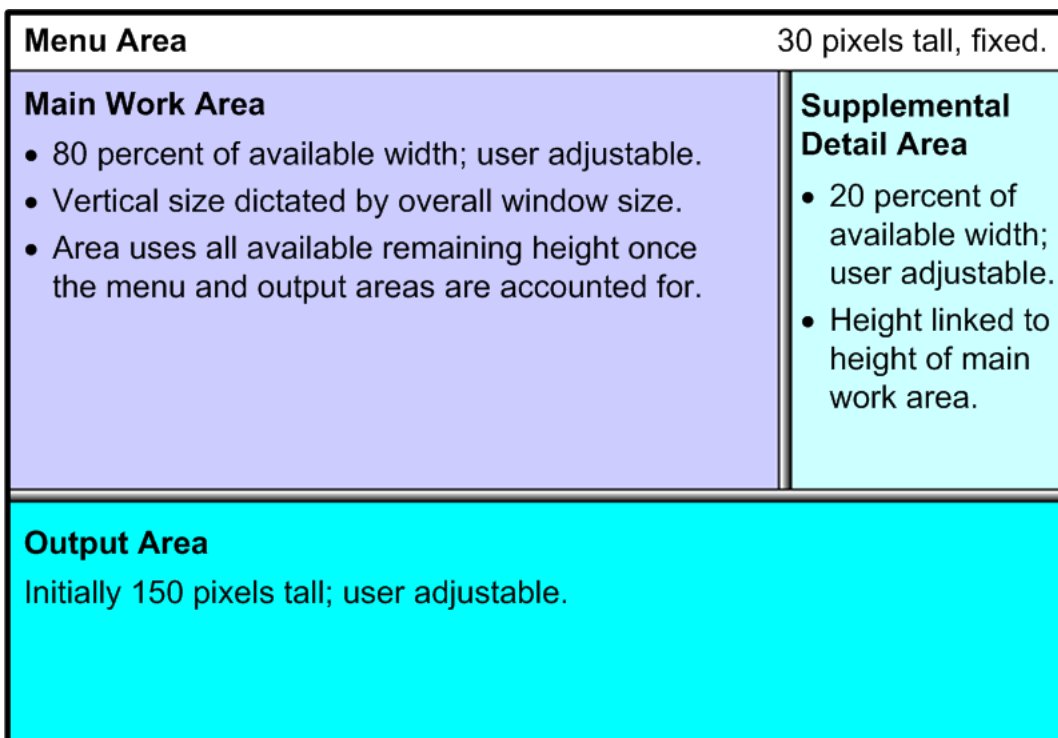 Menu Area
30 pixels tall, fixed.
Main Work Area
• 80 percent of available width; user adjustable.
• Vertical size dictated by overall window size.
• Area uses all available remaining height once
the menu and output areas are accounted for.
Supplemental
Detail Area
• 20 percent of
available width;
user adjustable.
• Height linked to
height of main
work area.
Output Area
Initially 150 pixels tall; user adjustable.